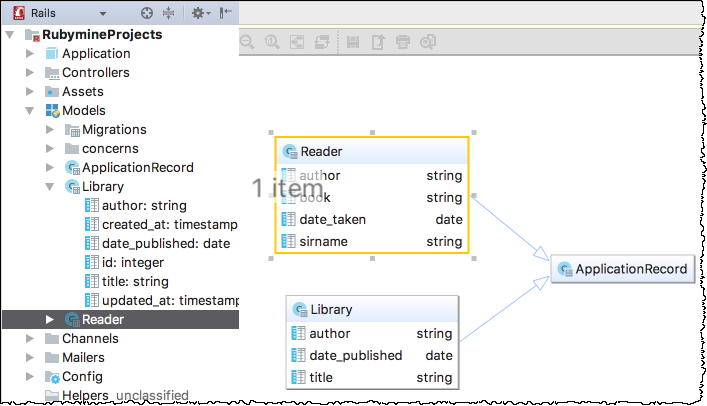 Rails
RubymineProjects
Application
Controllers
Assets
Models
Migrations
concerns
ApplicationRecord
Library
author: string
created_at: timestamp
date_published: date
id: integer
title: string
updated_at: timestamp
Reader
Channels
Mailers
Config
Helpers unclassified
Reader
author string
1 item
book string
date_taken date
sirname string
ApplicationRecord
Library
author string
date_published date
title string